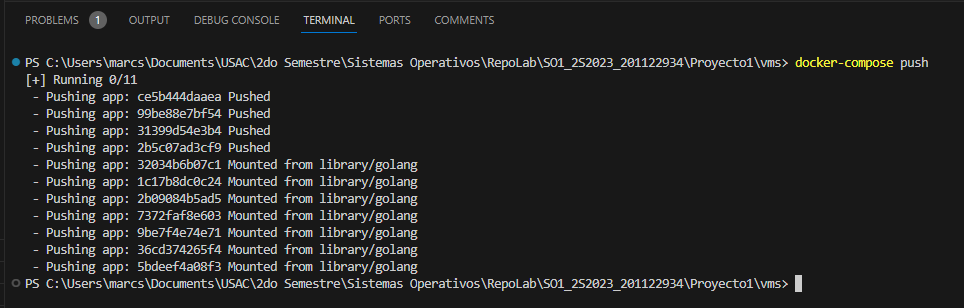 PROBLEMS 1 OUTPUT DEBUG CONSOLE TERMINAL PORTS COMMENTS
PS C:\Users\marcs\Documents\USAC\2do Semestre\Sistemas Operativos\RepoLab\SO1_2S2023_201122934\Proyecto1\vms> docker-compose push
[+] Running 0/11
- Pushing app: ce5b444daaea Pushed
- Pushing app: 99be88e7bf54 Pushed
- Pushing app: 31399d54e3b4 Pushed
- Pushing app: 2b5c07ad3cf9 Pushed
- Pushing app: 32034b6b07c1 Mounted from library/golang
- Pushing app: 1c17b8dc0c24 Mounted from library/golang
- Pushing app: 2b09084b5ad5 Mounted from library/golang
- Pushing app: 7372faf8e603 Mounted from library/golang
- Pushing app: 9be7f4e74e71 Mounted from library/golang
- Pushing app: 36cd374265f4 Mounted from library/golang
- Pushing app: 5bdeef4a08f3 Mounted from library/golang
PS C:\Users\marcs\Documents\USAC\2do Semestre\Sistemas Operativos\RepoLab\SO1_2S2023_201122934\Proyecto1\vms>